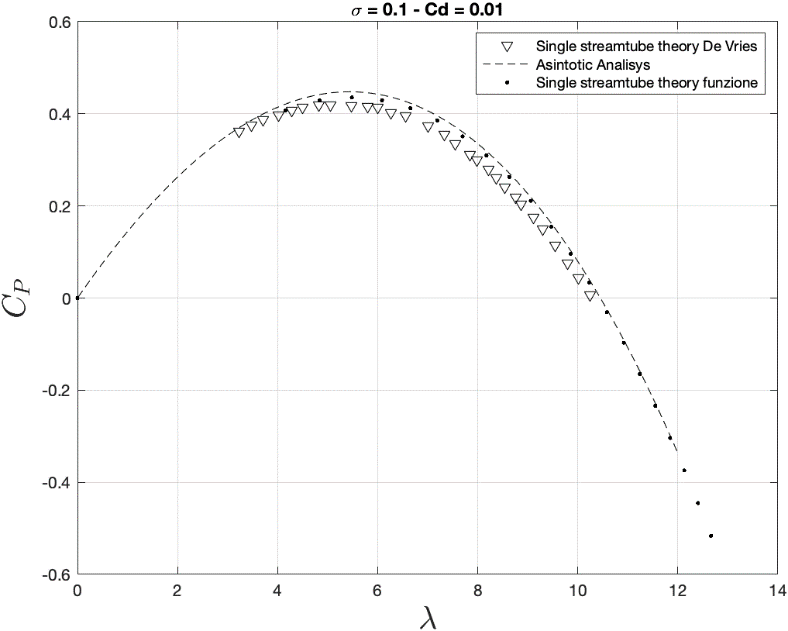 σ = 0.1 - Cd = 0.01
Single streamtube theory De Vries
Asintotic Analisys
Single streamtube theory funzione
0.6
0.4
0.2
0
-0.2
-0.4
-0.6
C_P
0 2 4 6 8 10 12 14
λ